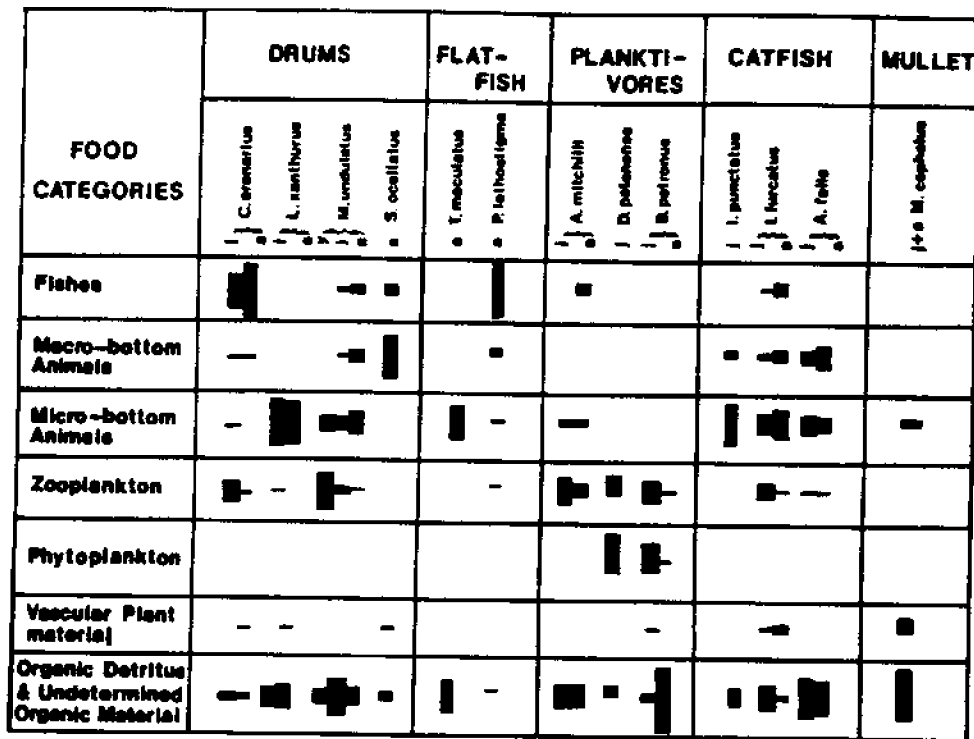 DRUMS
FLAT-
FISH
PLANKTI-
VORES
CATFISH
MULLET
FOOD
CATEGORIES
C. arenarius
L. xanthurus
M. undulatus
S. ocellatus
T. maculatus
P. lethostigma
A. mitchilli
D. petenense
B. patronus
I. punctatus
I. furcatus
A. felis
j+a M. cephalus
Fishes
Macro-bottom
Animals
Micro-bottom
Animals
Zooplankton
Phytoplankton
Vascular Plant
material
Organic Detritus
& Undetermined
Organic Material